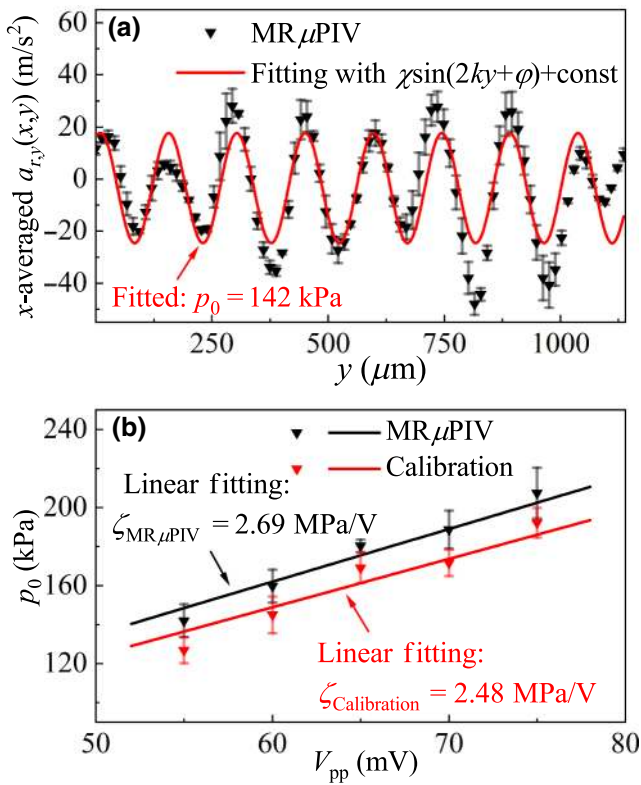 (a)
MRμPIV
Fitting with χsin(2ky+φ)+const
x-averaged a_{r,y}(x,y) (m/s²)
60
40
20
0
−20
−40
Fitted: p₀ = 142 kPa
250
500
750
1000
y (μm)
(b)
MRμPIV
Calibration
Linear fitting:
ζ_{MRμPIV} = 2.69 MPa/V
p₀ (kPa)
240
200
160
120
Linear fitting:
ζ_{Calibration} = 2.48 MPa/V
50
60
70
80
V_{pp} (mV)